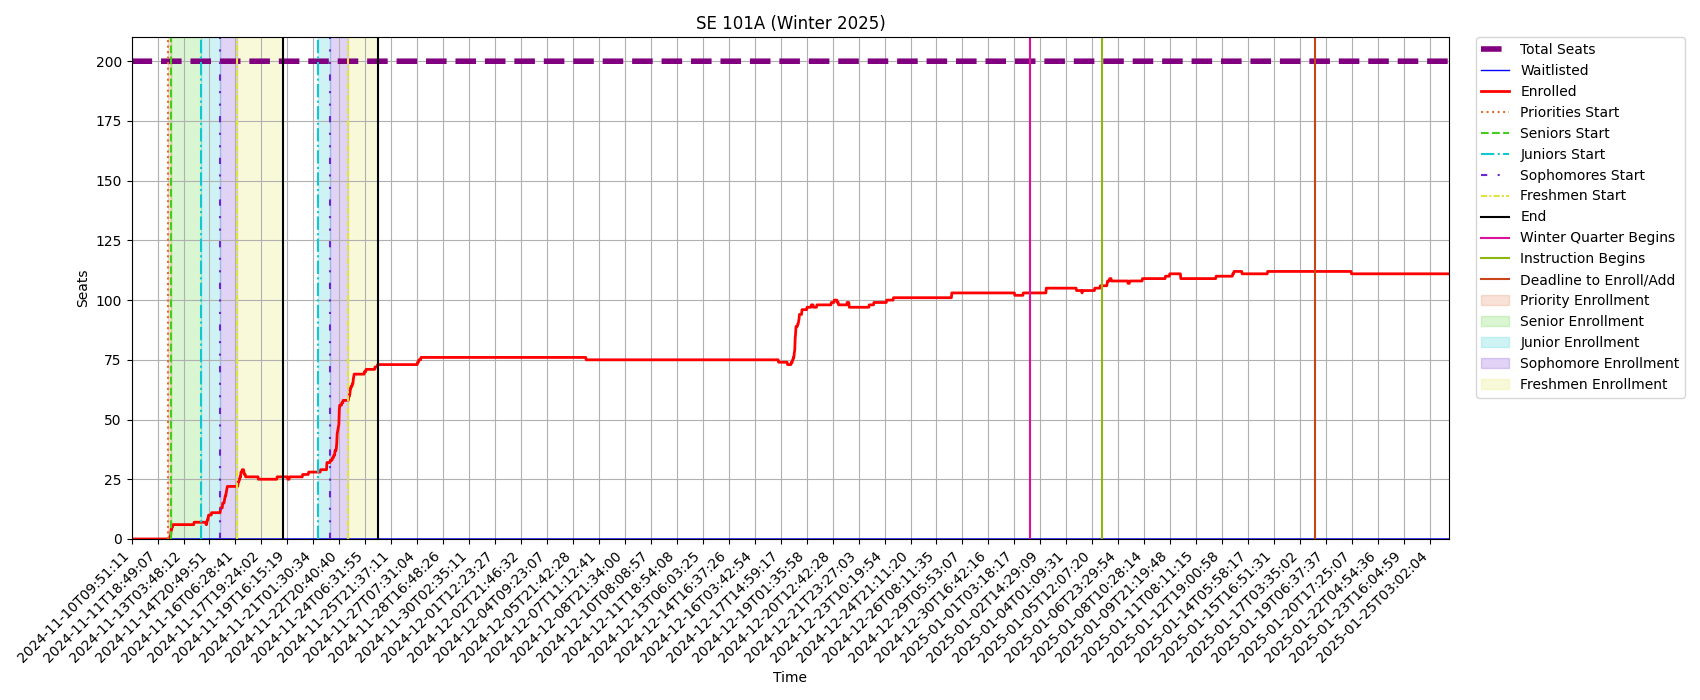 SE 101A (Winter 2025)
Seats
200
175
150
125
100
75
50
25
0
2024-11-10T09:51:11
2024-11-11T18:49:07
2024-11-13T03:48:12
2024-11-14T20:49:51
2024-11-16T06:28:41
2024-11-17T19:24:02
2024-11-19T16:15:19
2024-11-21T01:30:34
2024-11-22T20:40:40
2024-11-24T06:31:55
2024-11-25T21:37:11
2024-11-27T07:31:04
2024-11-28T16:48:26
2024-11-30T02:35:11
2024-12-01T12:23:27
2024-12-02T21:46:32
2024-12-04T09:23:07
2024-12-05T21:42:28
2024-12-07T11:12:41
2024-12-08T21:34:00
2024-12-10T08:08:57
2024-12-11T18:54:08
2024-12-13T06:03:25
2024-12-14T16:37:26
2024-12-16T03:42:54
2024-12-17T14:59:17
2024-12-19T01:35:58
2024-12-20T12:42:28
2024-12-21T23:27:03
2024-12-23T10:19:54
2024-12-24T21:11:20
2024-12-26T08:11:35
2024-12-29T05:53:07
2024-12-30T16:42:16
2025-01-01T03:18:17
2025-01-02T14:29:09
2025-01-04T01:09:31
2025-01-05T12:07:20
2025-01-06T23:29:54
2025-01-08T10:28:14
2025-01-09T21:19:48
2025-01-11T08:11:15
2025-01-12T19:00:58
2025-01-14T05:58:17
2025-01-15T16:51:31
2025-01-17T03:35:02
2025-01-19T06:37:37
2025-01-20T17:25:07
2025-01-22T04:54:36
2025-01-23T16:04:59
2025-01-25T03:02:04
Time
Total Seats
Waitlisted
Enrolled
Priorities Start
Seniors Start
Juniors Start
Sophomores Start
Freshmen Start
End
Winter Quarter Begins
Instruction Begins
Deadline to Enroll/Add
Priority Enrollment
Senior Enrollment
Junior Enrollment
Sophomore Enrollment
Freshmen Enrollment